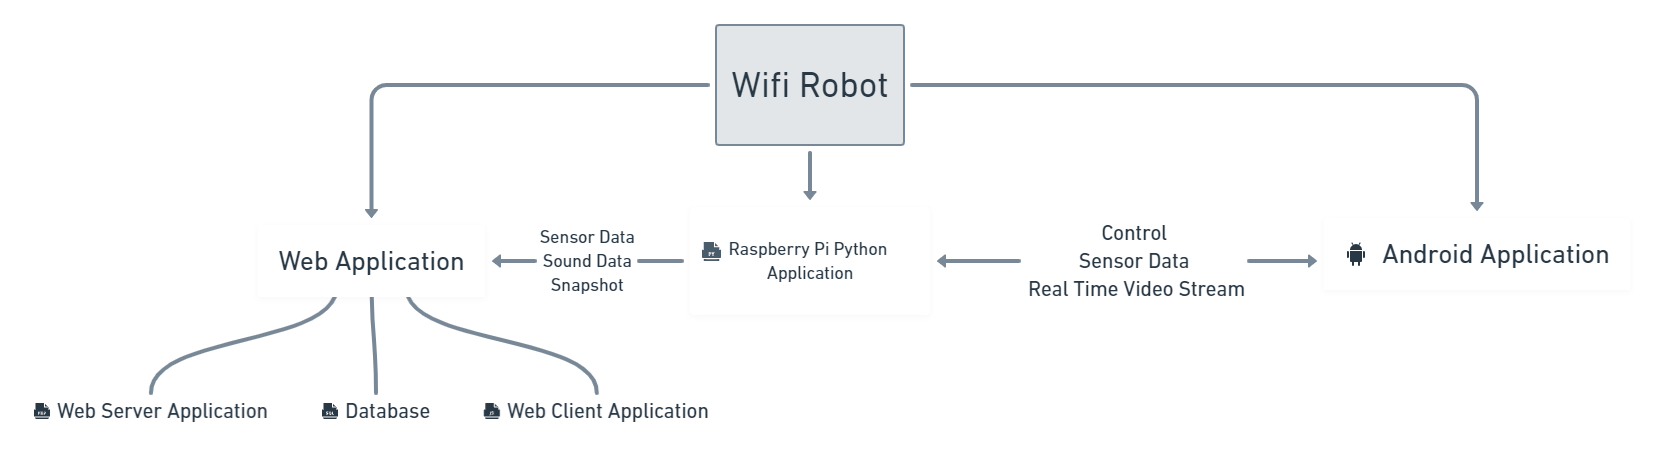 Wifi Robot
Web Application
Sensor Data
Sound Data
Snapshot
Raspberry Pi Python
Application
Control
Sensor Data
Real Time Video Stream
Android Application
Web Server Application
Database
Web Client Application